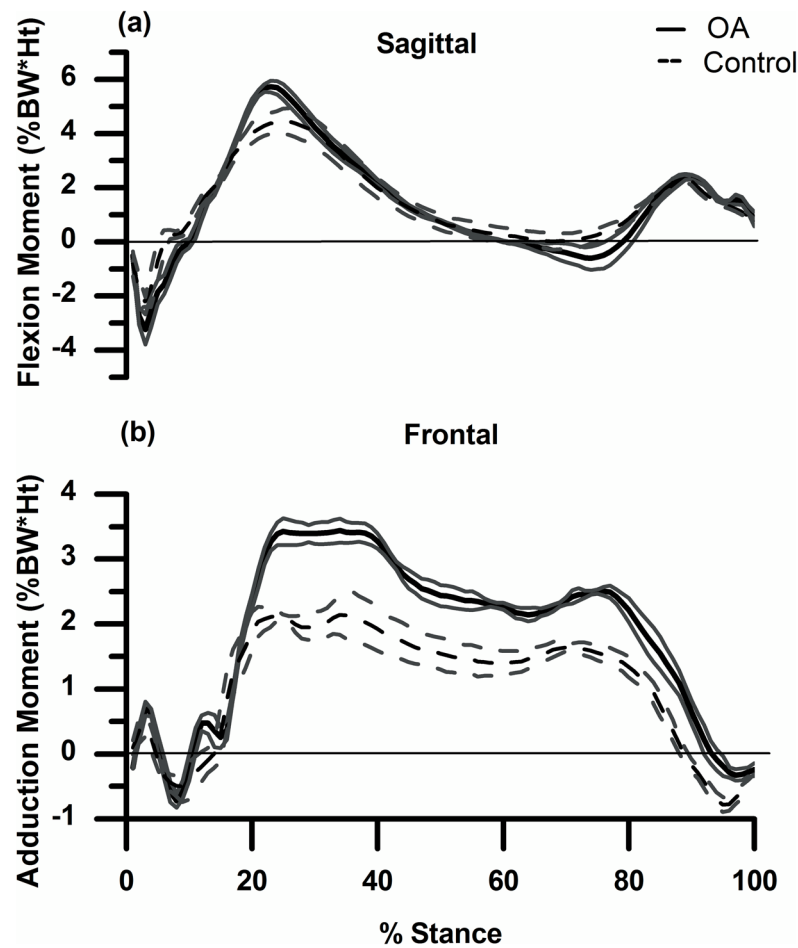 (a)
Sagittal
OA
Control
Flexion Moment (%BW*Ht)
6
4
2
0
-2
-4
(b)
Frontal
Adduction Moment (%BW*Ht)
4
3
2
1
0
-1
0 20 40 60 80 100
% Stance